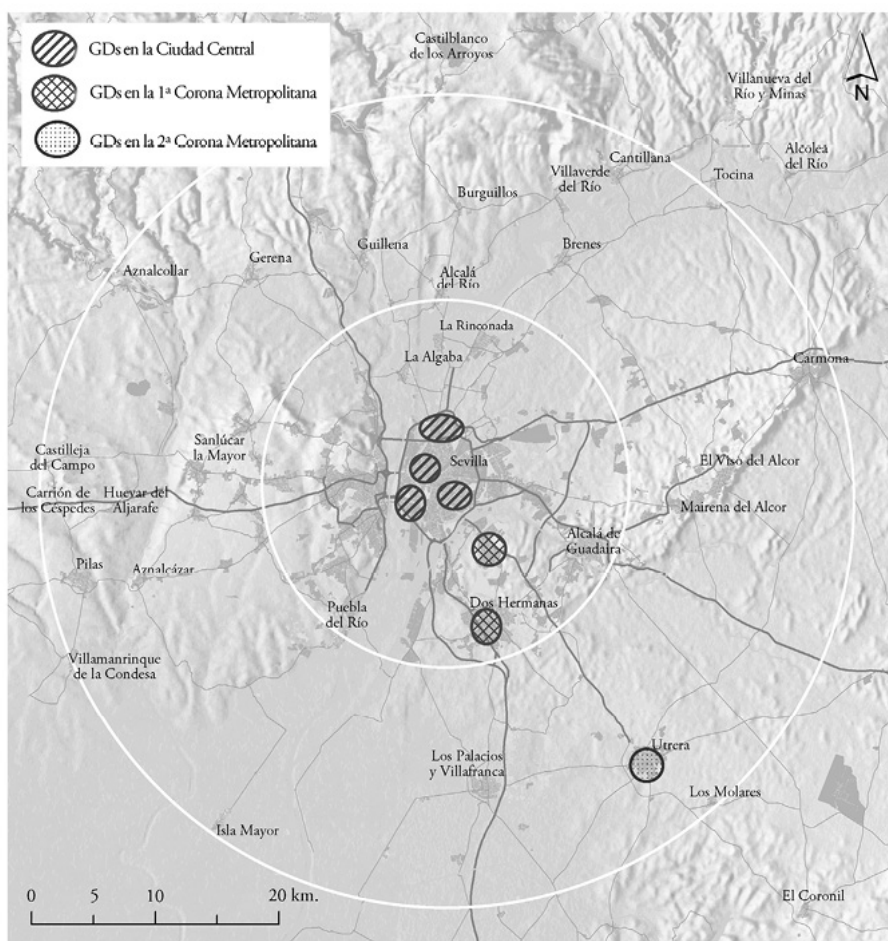 GDs en la Ciudad Central
GDs en la 1ª Corona Metropolitana
GDs en la 2ª Corona Metropolitana
Castilblanco
de los Arroyos
Villanueva del
Río y Minas
N
Cantillana
Alcolea
del Río
Villaverde
del Río
Tocina
Burguillos
Guillena
Brenes
Gerena
Aznalcollar
Alcalá
del Río
La Rinconada
La Algaba
Carmona
Castilleja
del Campo
Sanlúcar
la Mayor
Sevilla
El Viso del Alcor
Carrión de
los Céspedes
Huevar del
Aljarafe
Mairena del Alcor
Alcalá de
Guadaira
Pilas
Aznalcázar
Dos Hermanas
Puebla
del Río
Villamanrinque
de la Condesa
Utrera
Los Palacios
y Villafranca
Los Molares
Isla Mayor
El Coronil
0 5 10 20 km.